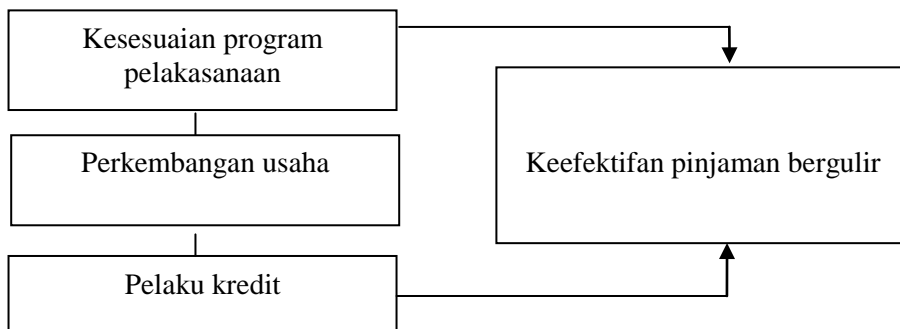 Kesesuaian program
pelakasanaan
Perkembangan usaha
Keefektifan pinjaman bergulir
Pelaku kredit